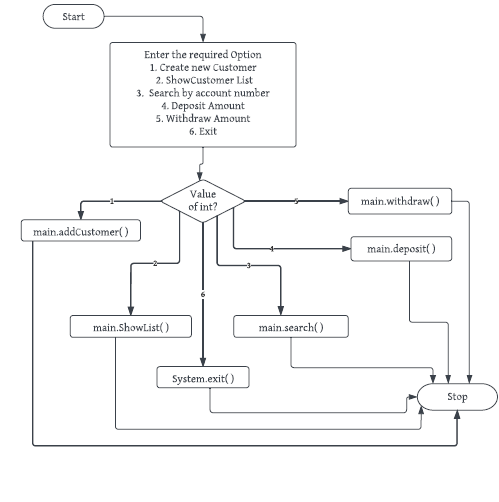 Start
Enter the required Option
1. Create new Customer
2. ShowCustomer List
3. Search by account number
4. Deposit Amount
5. Withdraw Amount
6. Exit
Value
of int?
1
5
main.withdraw( )
main.addCustomer( )
4
main.deposit( )
2
3
6
main.ShowList( )
main.search( )
System.exit( )
Stop